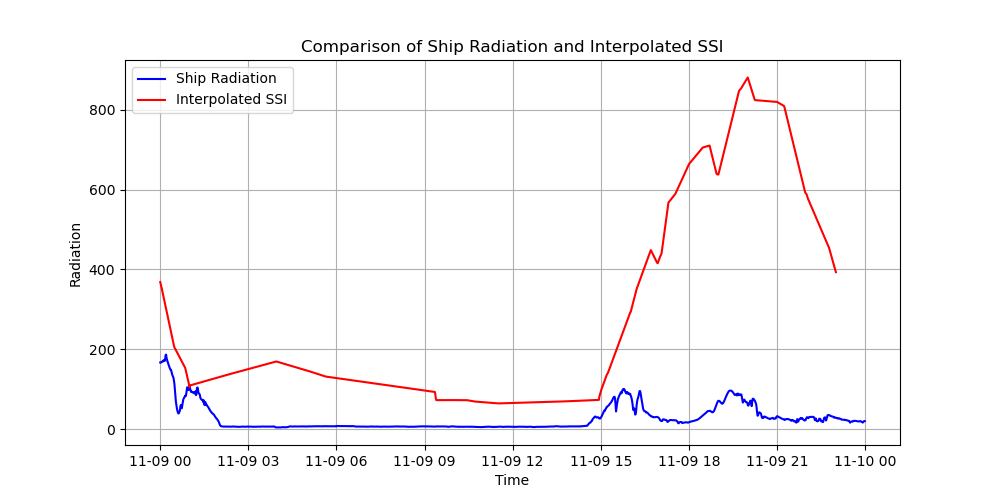 Comparison of Ship Radiation and Interpolated SSI
Ship Radiation
Interpolated SSI
Radiation
800
600
400
200
0
11-09 00 11-09 03 11-09 06 11-09 09 11-09 12 11-09 15 11-09 18 11-09 21 11-10 00
Time